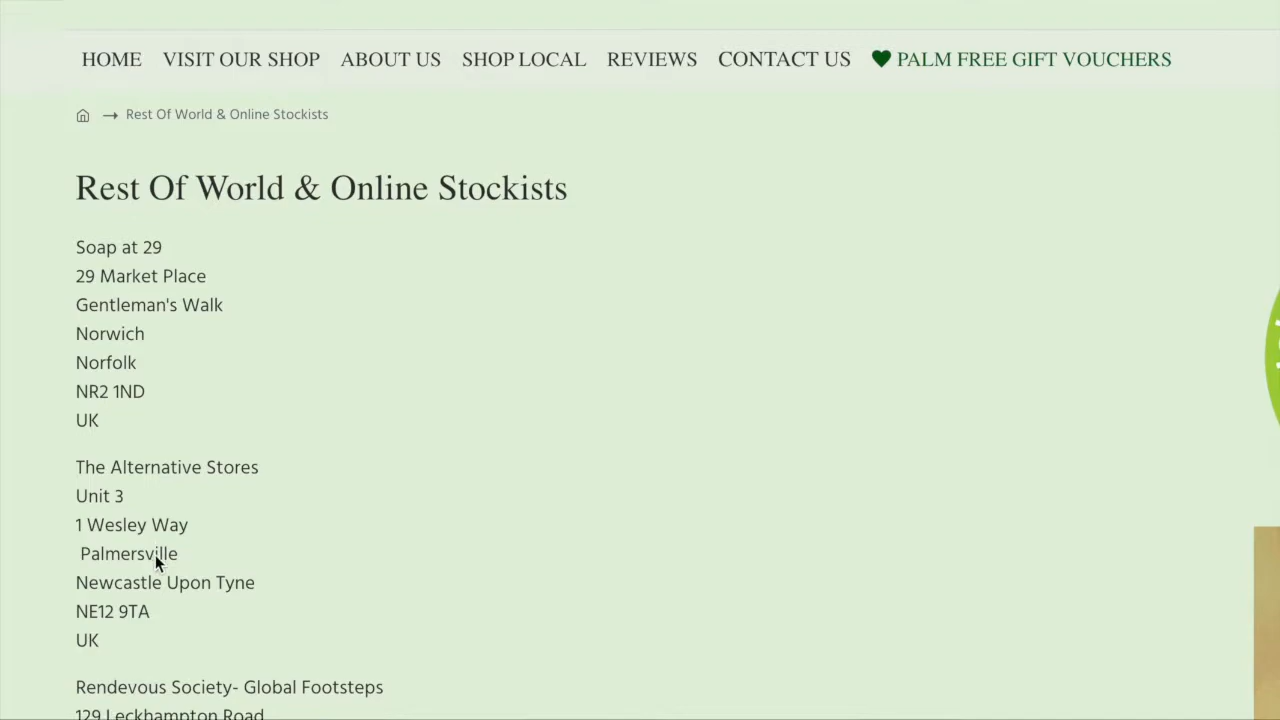 HOME VISIT OUR SHOP ABOUT US SHOP LOCAL REVIEWS CONTACT US PALM FREE GIFT VOUCHERS
Rest Of World & Online Stockists
Rest Of World & Online Stockists
Soap at 29
29 Market Place
Gentleman's Walk
Norwich
Norfolk
NR2 1ND
UK
The Alternative Stores
Unit 3
1 Wesley Way
Palmersville
Newcastle Upon Tyne
NE12 9TA
UK
Rendevous Society- Global Footsteps
129 Leckhampton Road